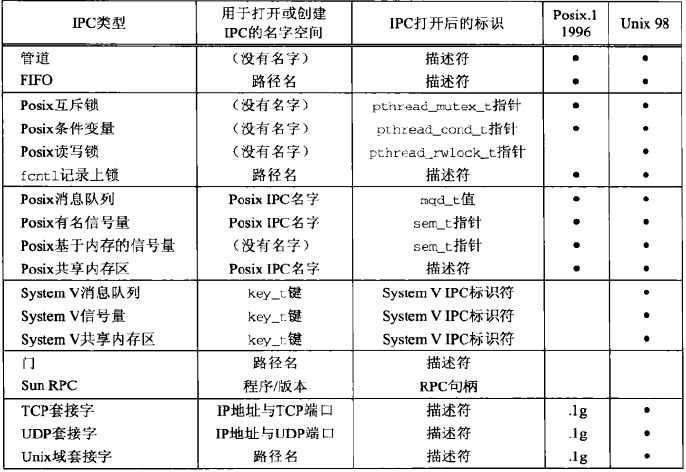 IPC类型 用于打开或创建 IPC打开后的标识 Posix.1 Unix 98
IPC的名字空间 1996
管道 （没有名字） 描述符 • •
FIFO 路径名 描述符 • •
Posix互斥锁 （没有名字） pthread_mutex_t指针 • •
Posix条件变量 （没有名字） pthread_cond_t指针 • •
Posix读写锁 （没有名字） pthread_rwlock_t指针 •
fcntl记录上锁 路径名 描述符 • •
Posix消息队列 Posix IPC名字 mqd_t值 • •
Posix有名信号量 Posix IPC名字 sem_t指针 • •
Posix基于内存的信号量 （没有名字） sem_t指针 • •
Posix共享内存区 Posix IPC名字 描述符 • •
System V消息队列 key_t键 System V IPC标识符 •
System V信号量 key_t键 System V IPC标识符 •
System V共享内存区 key_t键 System V IPC标识符 •
门 路径名 描述符
Sun RPC 程序/版本 RPC句柄
TCP套接字 IP地址与TCP端口 描述符 .1g •
UDP套接字 IP地址与UDP端口 描述符 .1g •
Unix域套接字 路径名 描述符 .1g •